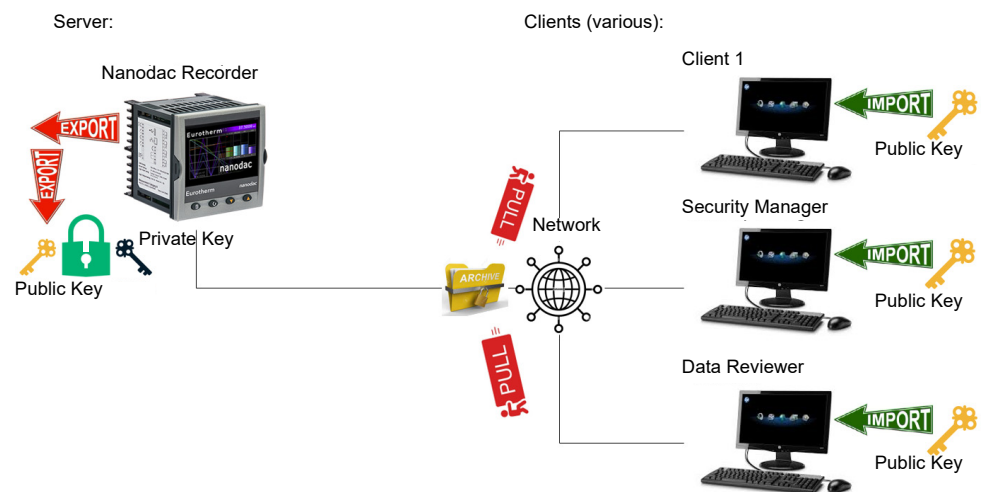 Server:
Clients (various):
Nanodac Recorder
Client 1
EXPORT
Eurotherm
nanodac
Eurotherm
nanodac
EXPORT
Private Key
Public Key
IMPORT
Public Key
PULL
Network
ARCHIVE
PULL
Security Manager
IMPORT
Public Key
Data Reviewer
IMPORT
Public Key